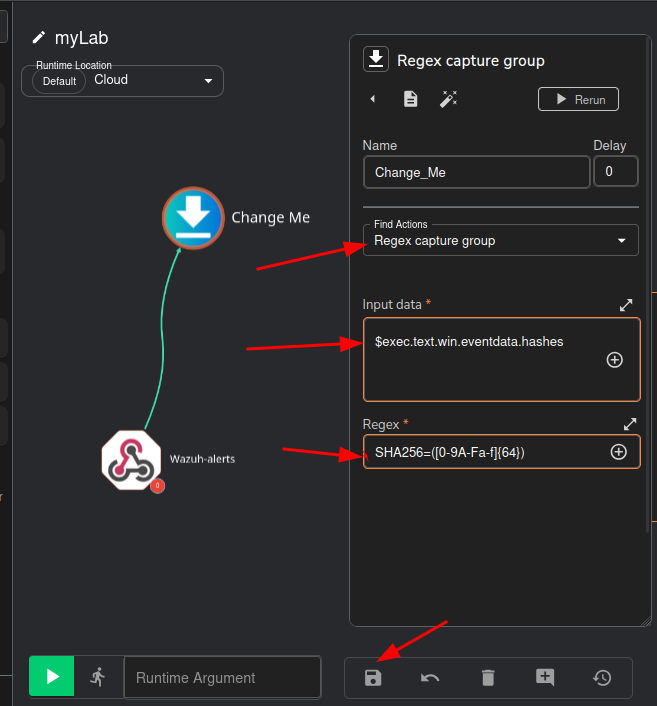 myLab
Runtime Location
Default Cloud
Change Me
Wazuh-alerts
0
Runtime Argument
Regex capture group
Rerun
Name Delay
Change_Me 0
Find Actions
Regex capture group
Input data *
$exec.text.win.eventdata.hashes
Regex *
SHA256=([0-9A-Fa-f]{64})